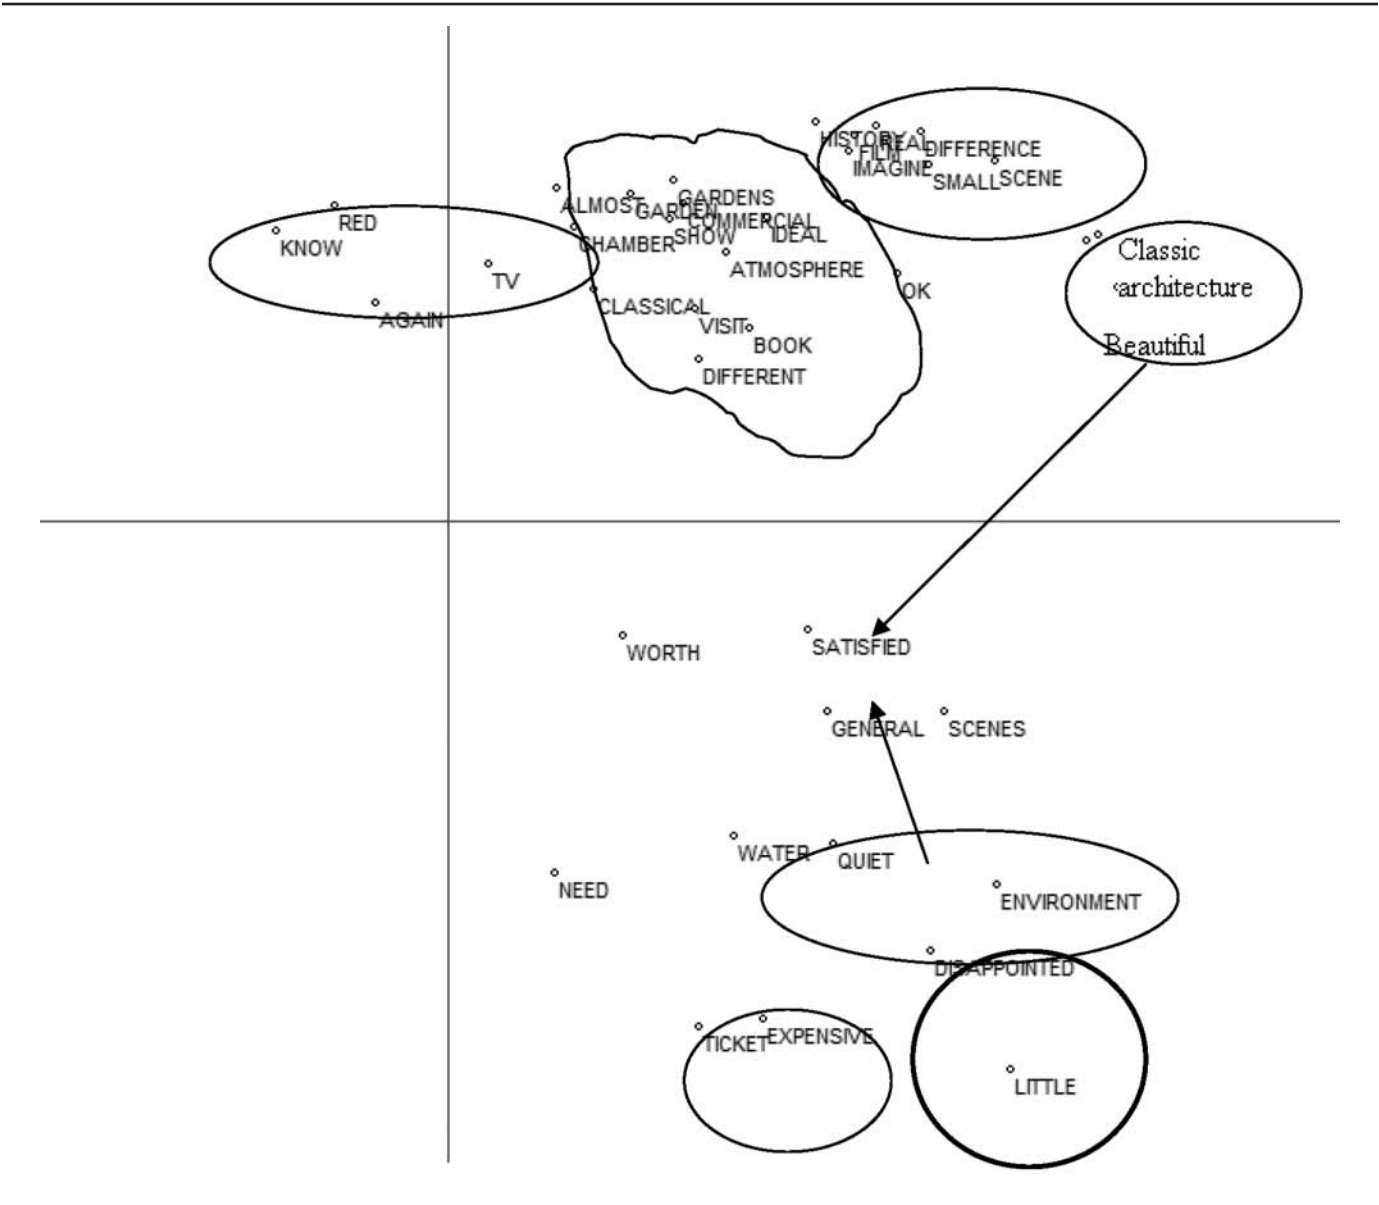 HISTORY
REAL
FILM
DIFFERENCE
IMAGINE
SMALL
SCENE
GARDENS
ALMOST
GARDEN
COMMERCIAL
RED
SHOW
IDEAL
KNOW
CHAMBER
Classic
architecture
ATMOSPHERE
TV
OK
CLASSICAL
AGAIN
VISIT
BOOK
Beautiful
DIFFERENT
SATISFIED
WORTH
GENERAL
SCENES
WATER
QUIET
NEED
ENVIRONMENT
DISAPPOINTED
TICKET
EXPENSIVE
LITTLE